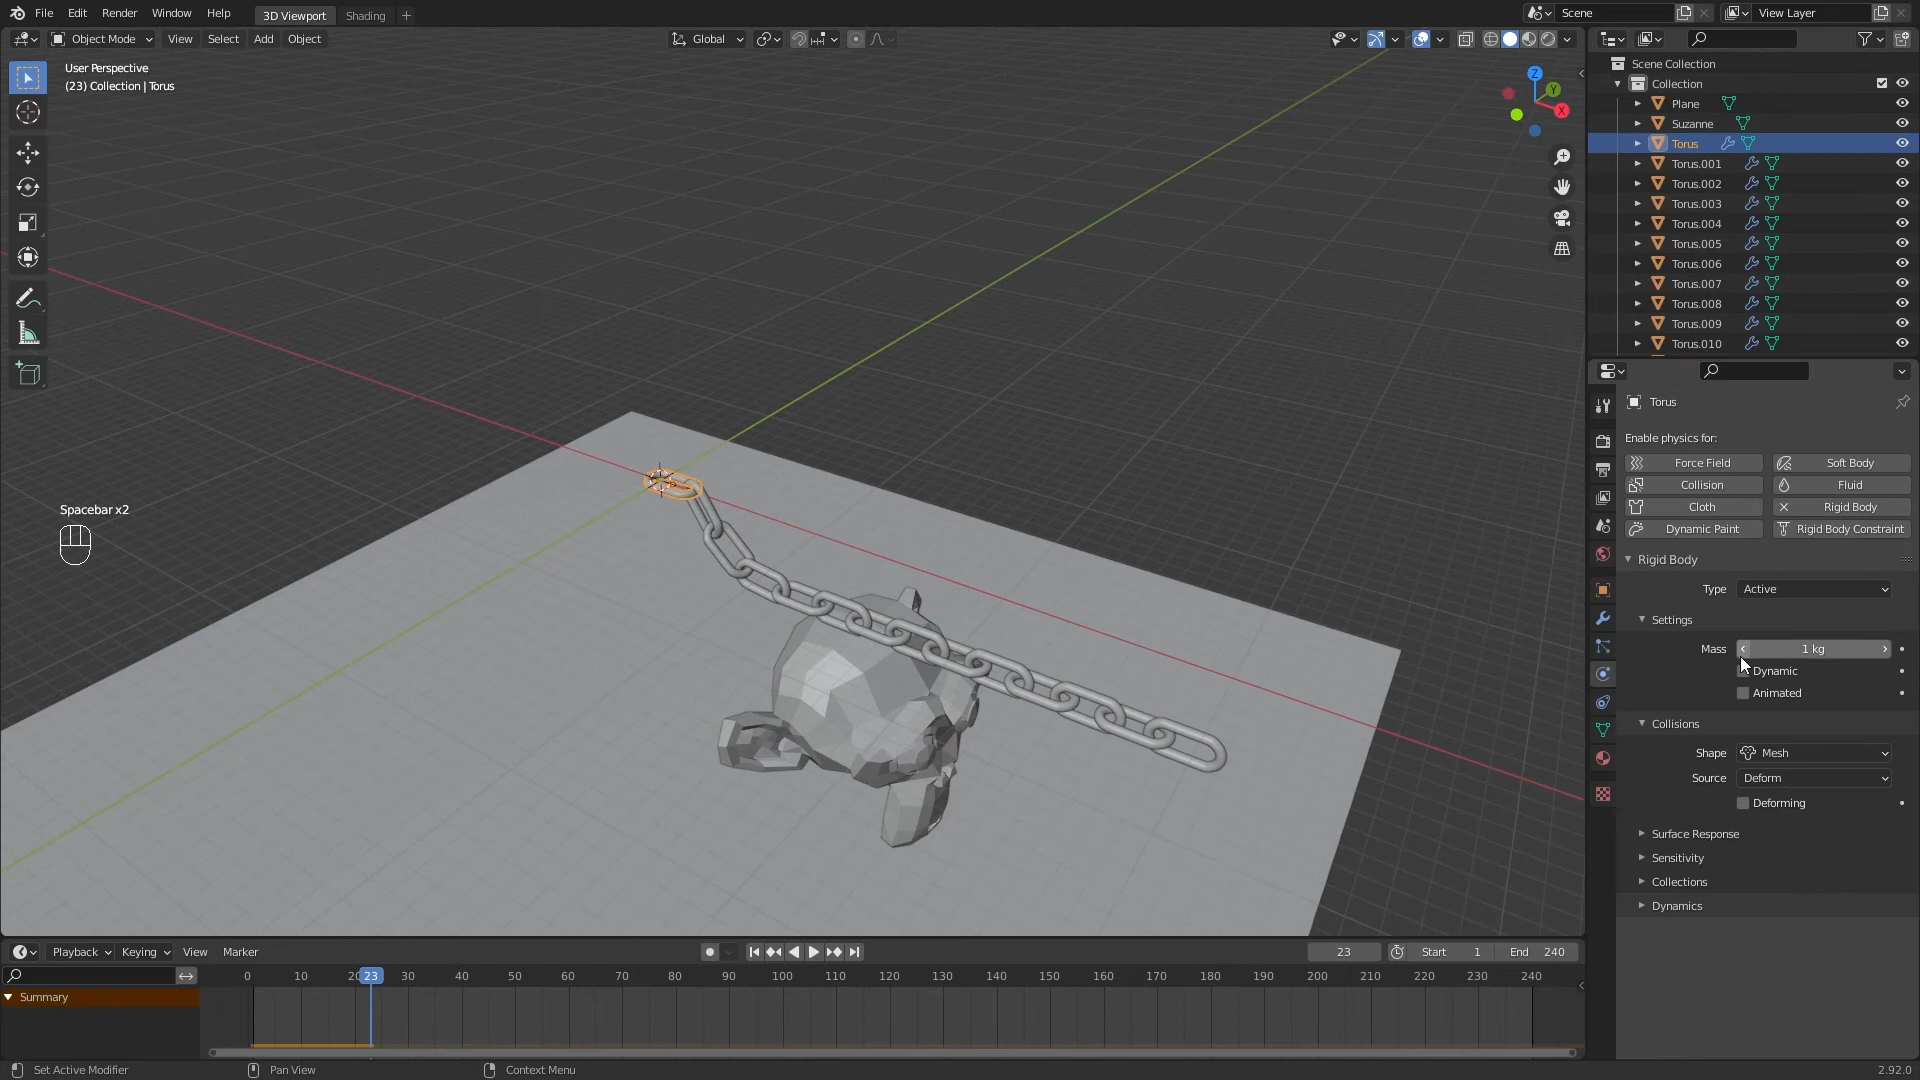 File Edit Render Window Help 3D Viewport Shading + Scene View Layer
Object Mode View Select Add Object Global
User Perspective
(23) Collection | Torus
Z
Y
X
Spacebar x2
Scene Collection
Collection
Plane
Suzanne
Torus
Torus.001
Torus.002
Torus.003
Torus.004
Torus.005
Torus.006
Torus.007
Torus.008
Torus.009
Torus.010
Torus
Enable physics for:
Force Field Soft Body
Collision Fluid
Cloth Rigid Body
Dynamic Paint Rigid Body Constraint
Rigid Body
Type Active
Settings
Mass 1 kg
Dynamic
Animated
Collisions
Shape Mesh
Source Deform
Deforming
Surface Response
Sensitivity
Collections
Dynamics
Playback Keying View Marker 23 Start 1 End 240
0 10 20 23 30 40 50 60 70 80 90 100 110 120 130 140 150 160 170 180 190 200 210 220 230 240
Summary
Set Active Modifier Pan View Context Menu 2.92.0